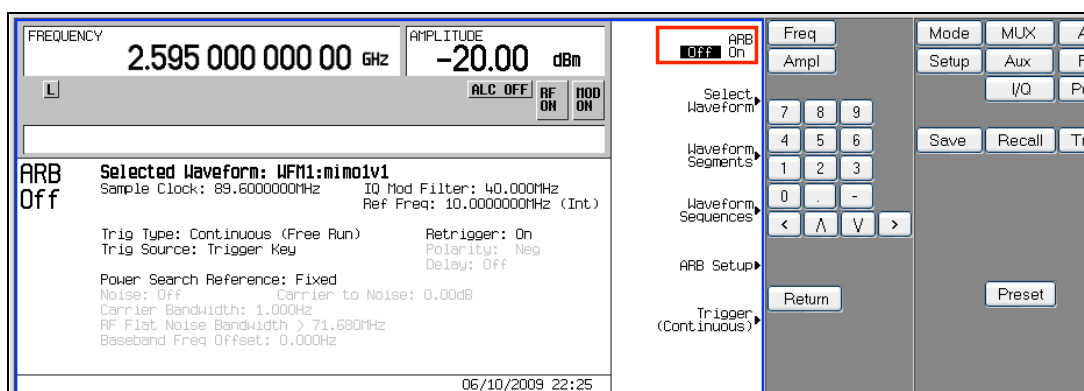 FREQUENCY
2.595 000 000 00 GHz
AMPLITUDE
-20.00 dBm
L
ALC OFF
RF ON
MOD ON
ARB Off
Selected Waveform: WFM1:mimo1v1
Sample Clock: 89.6000000MHz IQ Mod Filter: 40.000MHz
Ref Freq: 10.0000000MHz (Int)
Trig Type: Continuous (Free Run) Retrigger: On
Trig Source: Trigger Key Polarity: Neg
Delay: Off
Power Search Reference: Fixed
Noise: Off Carrier to Noise: 0.00dB
Carrier Bandwidth: 1.000Hz
RF Flat Noise Bandwidth > 71.680MHz
Baseband Freq Offset: 0.000Hz
06/10/2009 22:25
ARB
Off On
Select
Waveform
Waveform
Segments
Waveform
Sequences
ARB Setup
Trigger
(Continuous)
Freq
Ampl
7 8 9
4 5 6
1 2 3
0 . -
< Λ V >
Return
Mode MUX
Setup Aux
I/Q
Save Recall
Preset